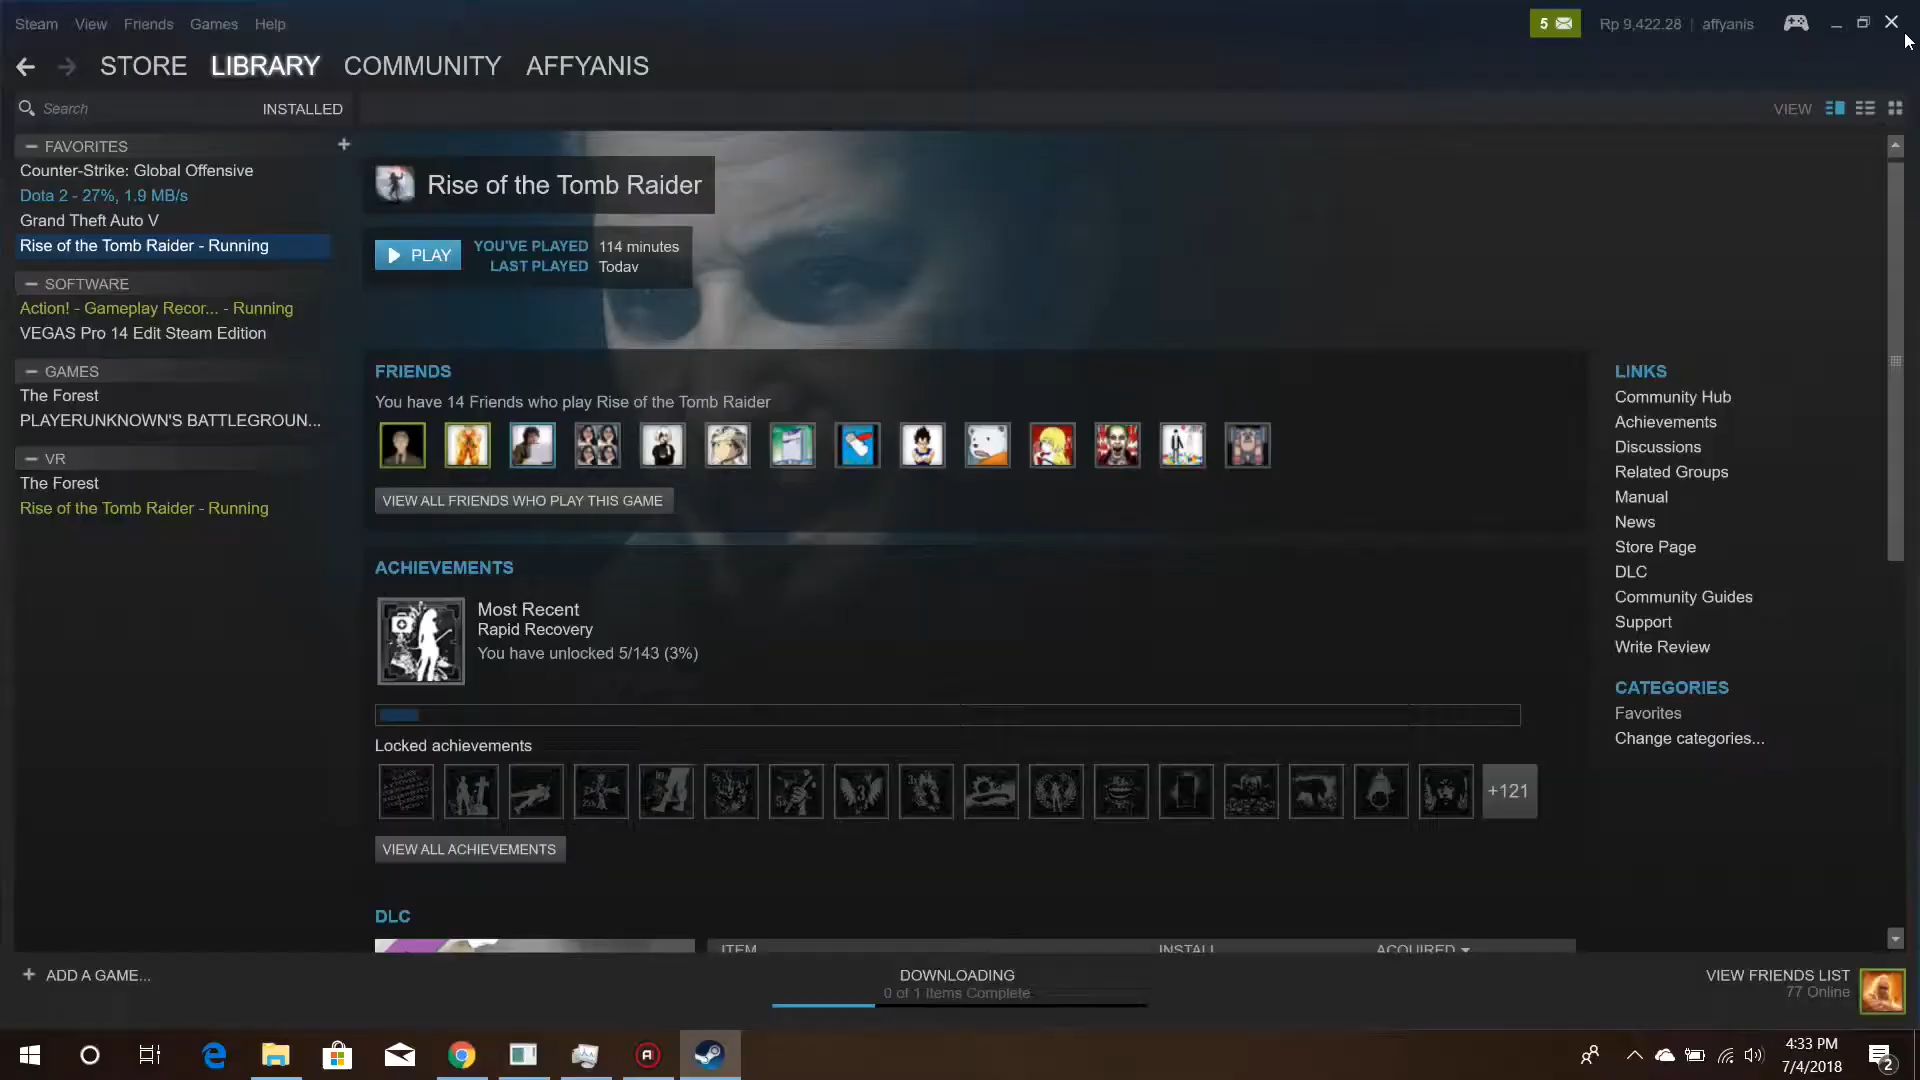 Steam View Friends Games Help
5
Rp 9,422.28 | affyanis
STORE LIBRARY COMMUNITY AFFYANIS
Search
INSTALLED
VIEW
— FAVORITES +
Counter-Strike: Global Offensive
Dota 2 - 27%, 1.9 MB/s
Grand Theft Auto V
Rise of the Tomb Raider - Running
— SOFTWARE
Action! - Gameplay Recor... - Running
VEGAS Pro 14 Edit Steam Edition
— GAMES
The Forest
PLAYERUNKNOWN'S BATTLEGROUN...
— VR
The Forest
Rise of the Tomb Raider - Running
Rise of the Tomb Raider
PLAY
YOU'VE PLAYED 114 minutes
LAST PLAYED Today
FRIENDS
You have 14 Friends who play Rise of the Tomb Raider
VIEW ALL FRIENDS WHO PLAY THIS GAME
ACHIEVEMENTS
Most Recent
Rapid Recovery
You have unlocked 5/143 (3%)
Locked achievements
+121
VIEW ALL ACHIEVEMENTS
DLC
ITEM INSTALL ACQUIRED
LINKS
Community Hub
Achievements
Discussions
Related Groups
Manual
News
Store Page
DLC
Community Guides
Support
Write Review
CATEGORIES
Favorites
Change categories...
+ ADD A GAME...
DOWNLOADING
0 of 1 Items Complete
VIEW FRIENDS LIST
77 Online
4:33 PM
7/4/2018
2